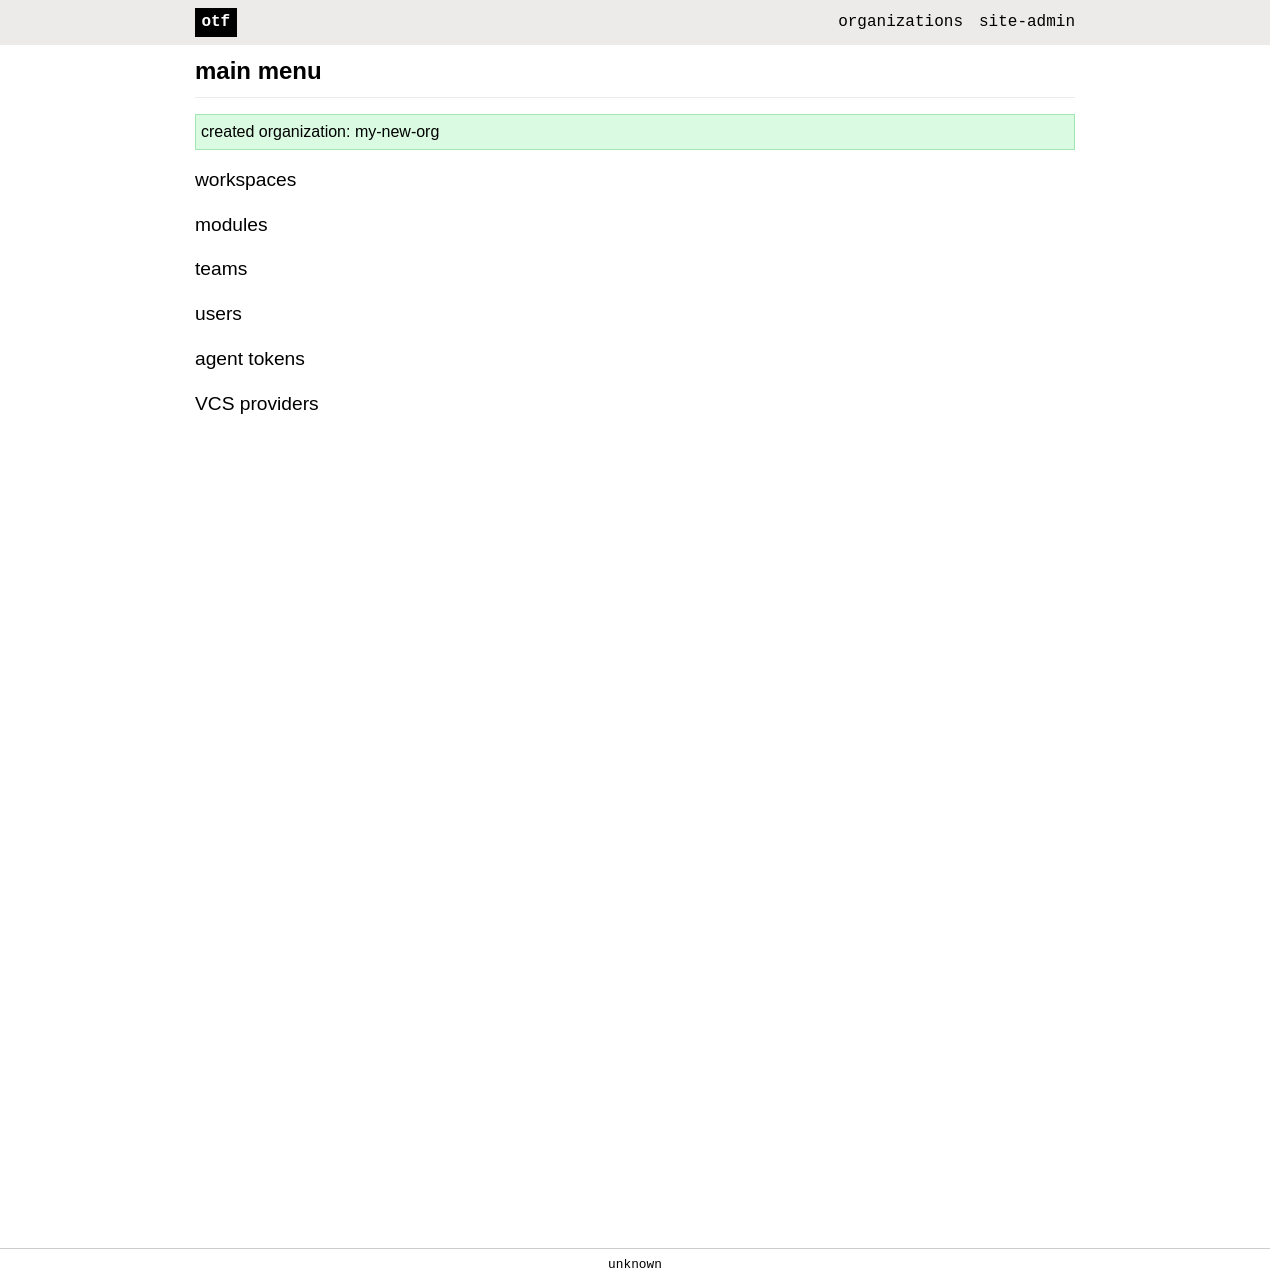 otf organizations site-admin
main menu
created organization: my-new-org
workspaces
modules
teams
users
agent tokens
VCS providers
unknown